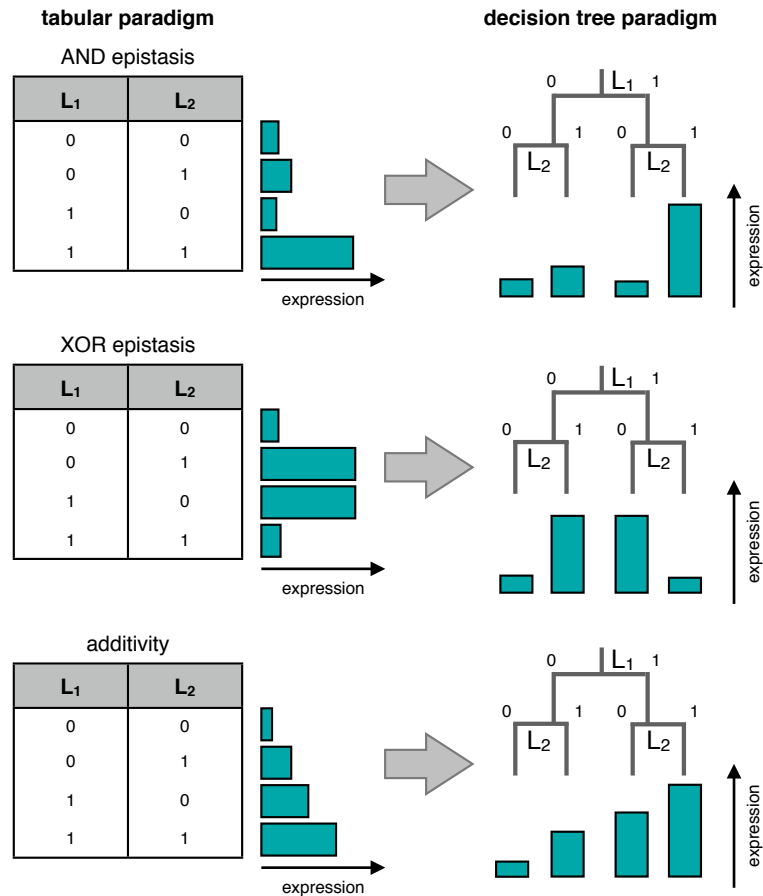 tabular paradigm
decision tree paradigm
AND epistasis
L₁ L₂
0 0
0 1
1 0
1 1
expression
0 L₁ 1
0 1 0 1
L₂ L₂
expression
XOR epistasis
L₁ L₂
0 0
0 1
1 0
1 1
expression
0 L₁ 1
0 1 0 1
L₂ L₂
expression
additivity
L₁ L₂
0 0
0 1
1 0
1 1
expression
0 L₁ 1
0 1 0 1
L₂ L₂
expression